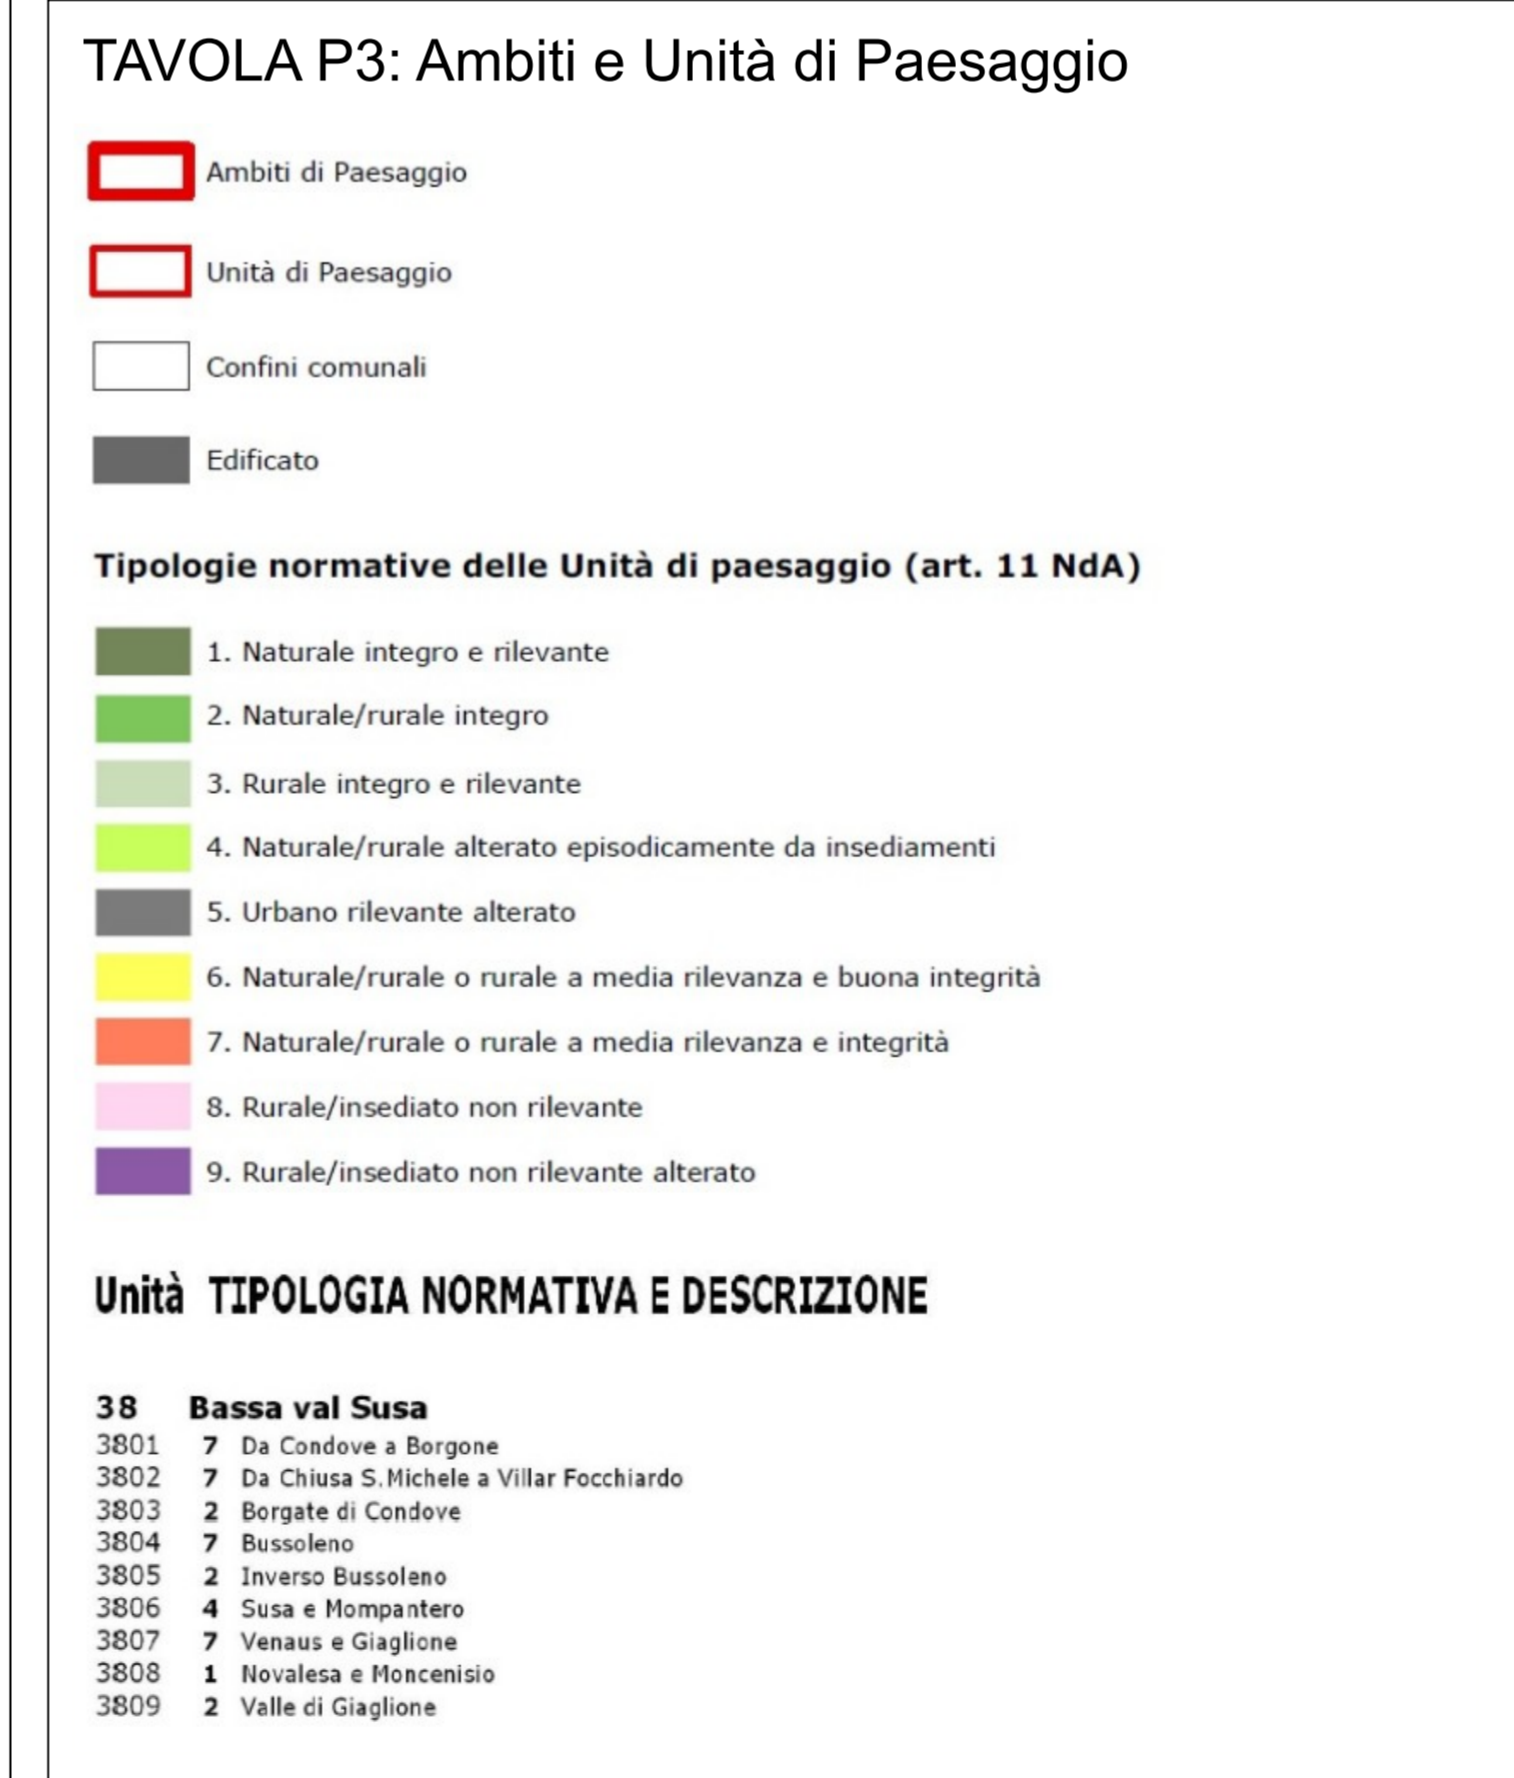 TAVOLA P3: Ambiti e Unità di Paesaggio
Ambiti di Paesaggio
Unità di Paesaggio
Confini comunali
Edificato
Tipologie normative delle Unità di paesaggio (art. 11 NdA)
1. Naturale integro e rilevante
2. Naturale/rurale integro
3. Rurale integro e rilevante
4. Naturale/rurale alterato episodicamente da insediamenti
5. Urbano rilevante alterato
6. Naturale/rurale o rurale a media rilevanza e buona integrità
7. Naturale/rurale o rurale a media rilevanza e integrità
8. Rurale/insediato non rilevante
9. Rurale/insediato non rilevante alterato
Unità TIPOLOGIA NORMATIVA E DESCRIZIONE
38 Bassa val Susa
3801 7 Da Condove a Borgone
3802 7 Da Chiusa S.Michele a Villar Focchiardo
3803 2 Borgate di Condove
3804 7 Bussoleno
3805 2 Inverso Bussoleno
3806 4 Susa e Mompantero
3807 7 Venaus e Giaglione
3808 1 Novalesa e Moncenisio
3809 2 Valle di Giaglione